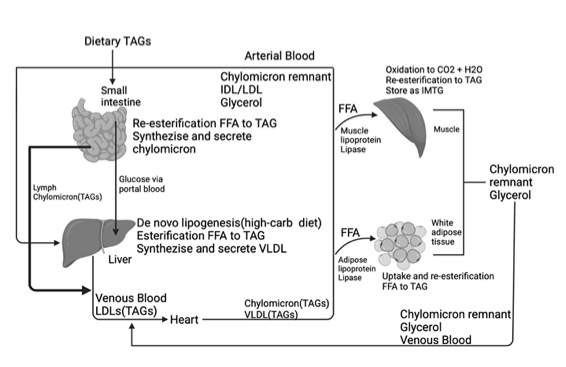 Dietary TAGs
Arterial Blood
Chylomicron remnant
IDL/LDL
Glycerol
Oxidation to CO2 + H2O
Re-esterification to TAG
Store as IMTG
Small
intestine
Re-esterification FFA to TAG
Synthezise and secrete
chylomicron
FFA
Muscle
lipoprotein
Lipase
Muscle
Chylomicron
remnant
Glycerol
Lymph
Chylomicron(TAGs)
Glucose via
portal blood
De novo lipogenesis(high-carb diet)
Esterification FFA to TAG
Synthesize and secrete VLDL
Liver
FFA
Adipose
lipoprotein
Lipase
White
adipose
tissue
Uptake and re-esterification
FFA to TAG
Venous Blood
LDLs(TAGs)
Heart
Chylomicron(TAGs)
VLDL(TAGs)
Chylomicron remnant
Glycerol
Venous Blood